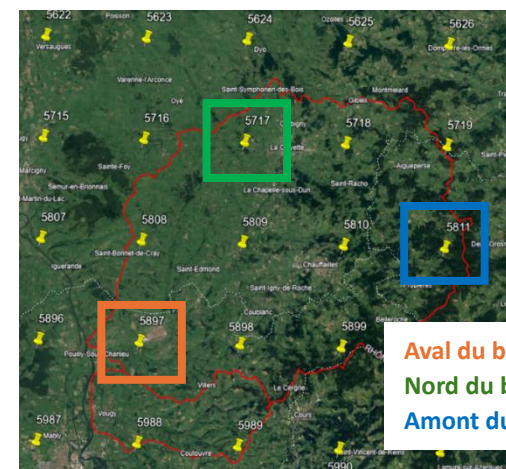 5622 Poisson 5623 5624 Ozolles 5625 5626
Versaugues Dyo Dompierre-les-Ormes
Varenne-l'Arconce Saint-Symphorien-des-Bois Montmelard
Oyé Gibles
5715 5716 5717 5718 5719
La Clayette
Marcigny Sainte-Foy Aigueperse
Semur-en-Brionnais La Chapelle-sous-Dun Saint-Racho
5807 5808 5809 5810 5811
Saint-Bonnet-de-Cray
Iguerande Saint-Edmond Chauffailles
Saint-Igny-de-Roche
Coublanc Belleroche
5896 5897 5898 5899
Pouilly-Sous-Charlieu
Villers Le Cergne
Vougy Cours
5987 5988 5989
Mably Coutouvre Saint-Vincent-de-Reins
5990
Aval du b
Nord du b
Amont du